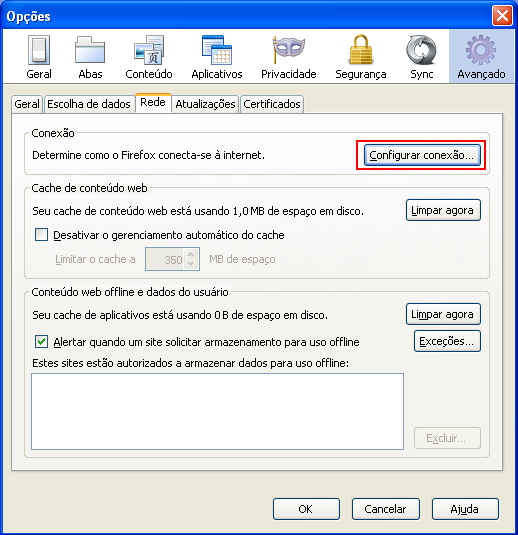 Opções
Geral Abas Conteúdo Aplicativos Privacidade Segurança Sync Avançado
Geral Escolha de dados Rede Atualizações Certificados
Conexão
Determine como o Firefox conecta-se à internet. Configurar conexão...
Cache de conteúdo web
Seu cache de conteúdo web está usando 1,0 MB de espaço em disco. Limpar agora
Desativar o gerenciamento automático do cache
Limitar o cache a 350 MB de espaço
Conteúdo web offline e dados do usuário
Seu cache de aplicativos está usando 0 B de espaço em disco. Limpar agora
Alertar quando um site solicitar armazenamento para uso offline Exceções...
Estes sites estão autorizados a armazenar dados para uso offline:
Excluir...
OK Cancelar Ajuda